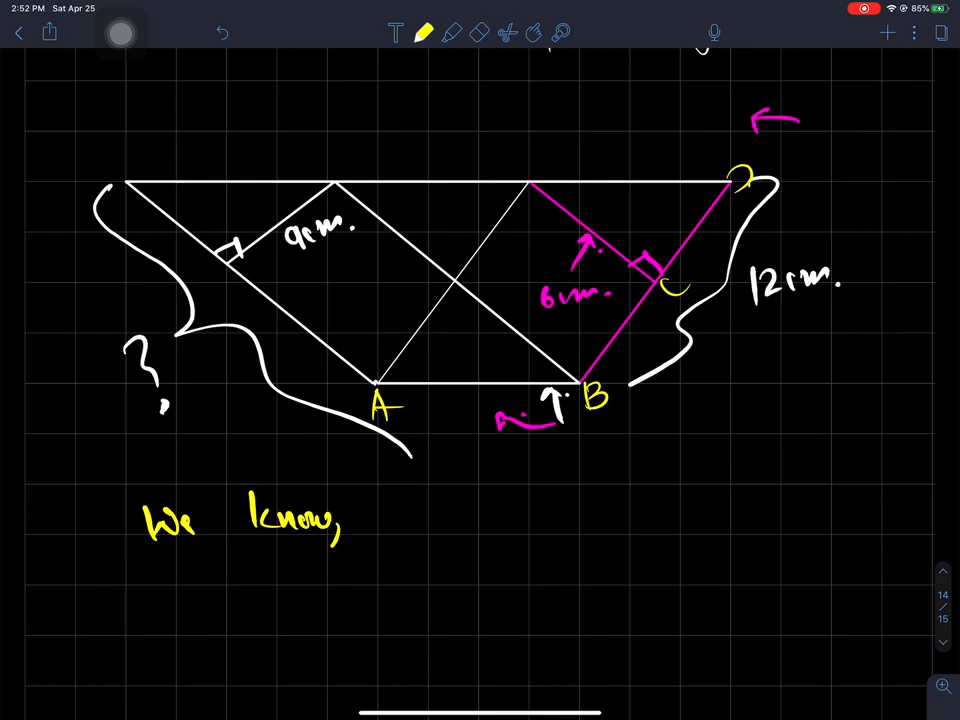 2:52 PM Sat Apr 25
85%
T
D
9cm.
C
12cm.
6cm.
?
A
B
We know,
14
/
15